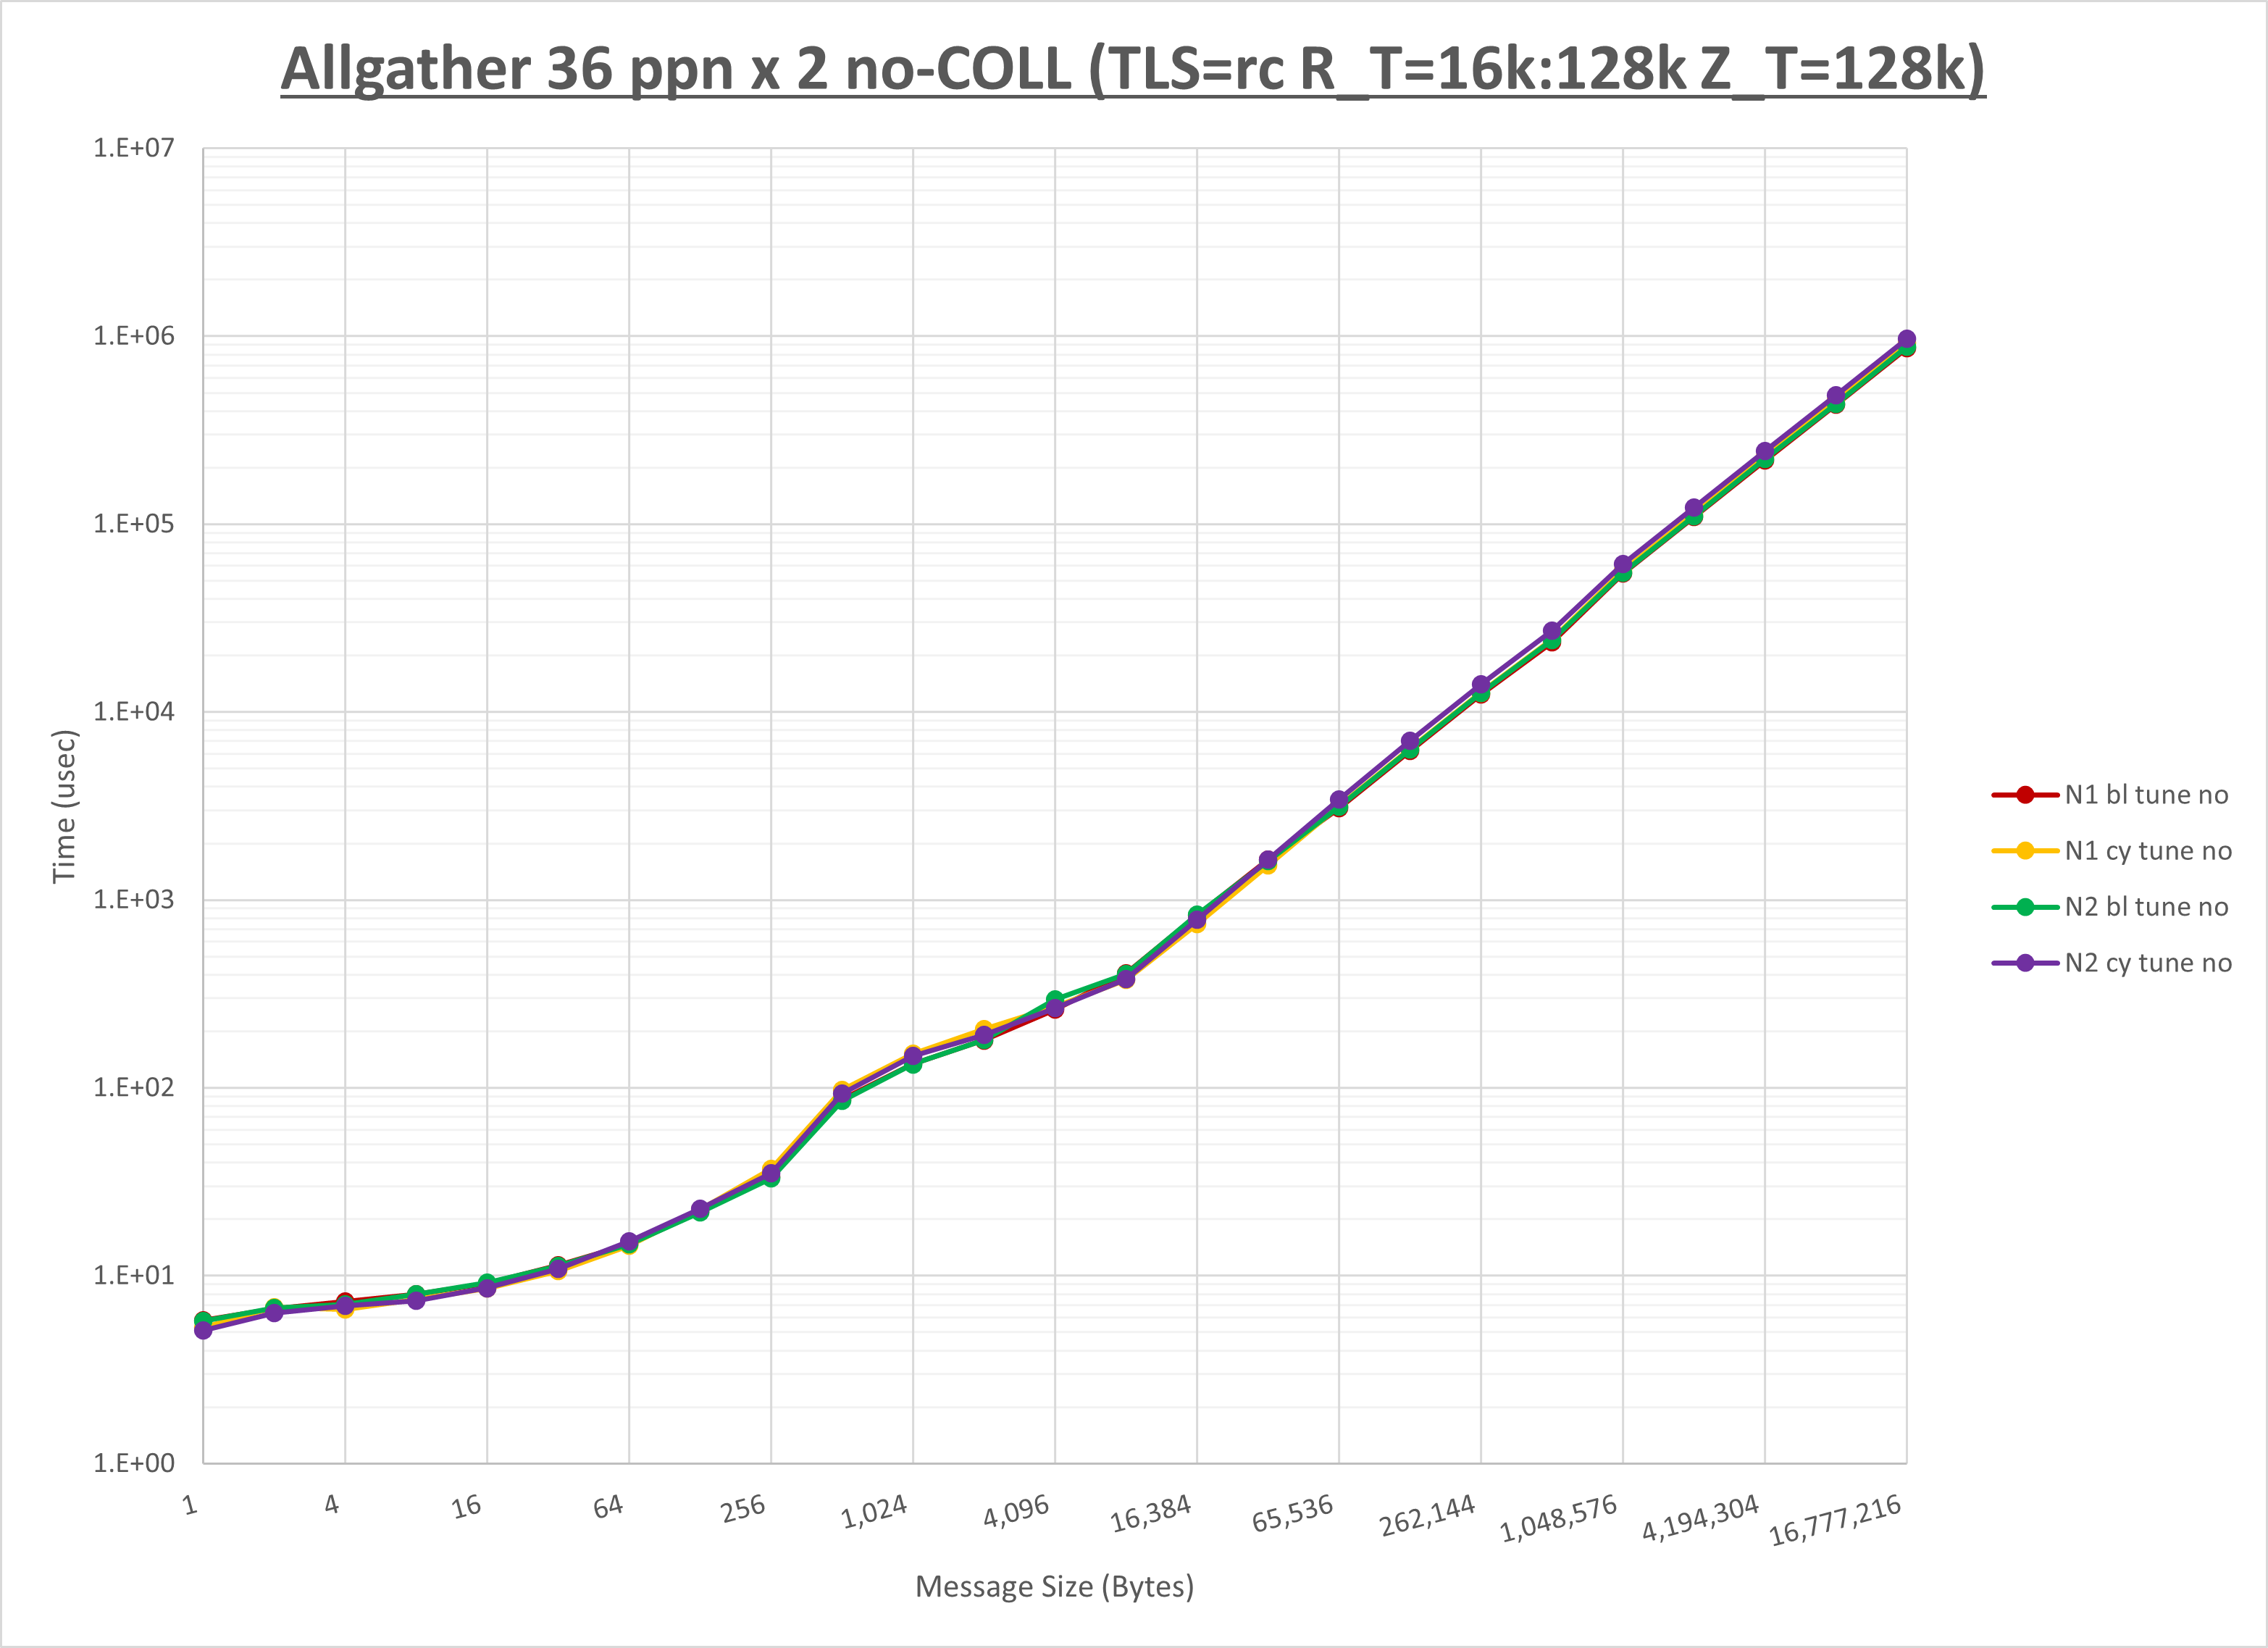 Allgather 36 ppn x 2 no-COLL (TLS=rc R_T=16k:128k Z_T=128k)
1.E+07
1.E+06
1.E+05
1.E+04
1.E+03
1.E+02
1.E+01
1.E+00
Time (usec)
1
4
16
64
256
1,024
4,096
16,384
65,536
262,144
1,048,576
4,194,304
16,777,216
Message Size (Bytes)
N1 bl tune no
N1 cy tune no
N2 bl tune no
N2 cy tune no